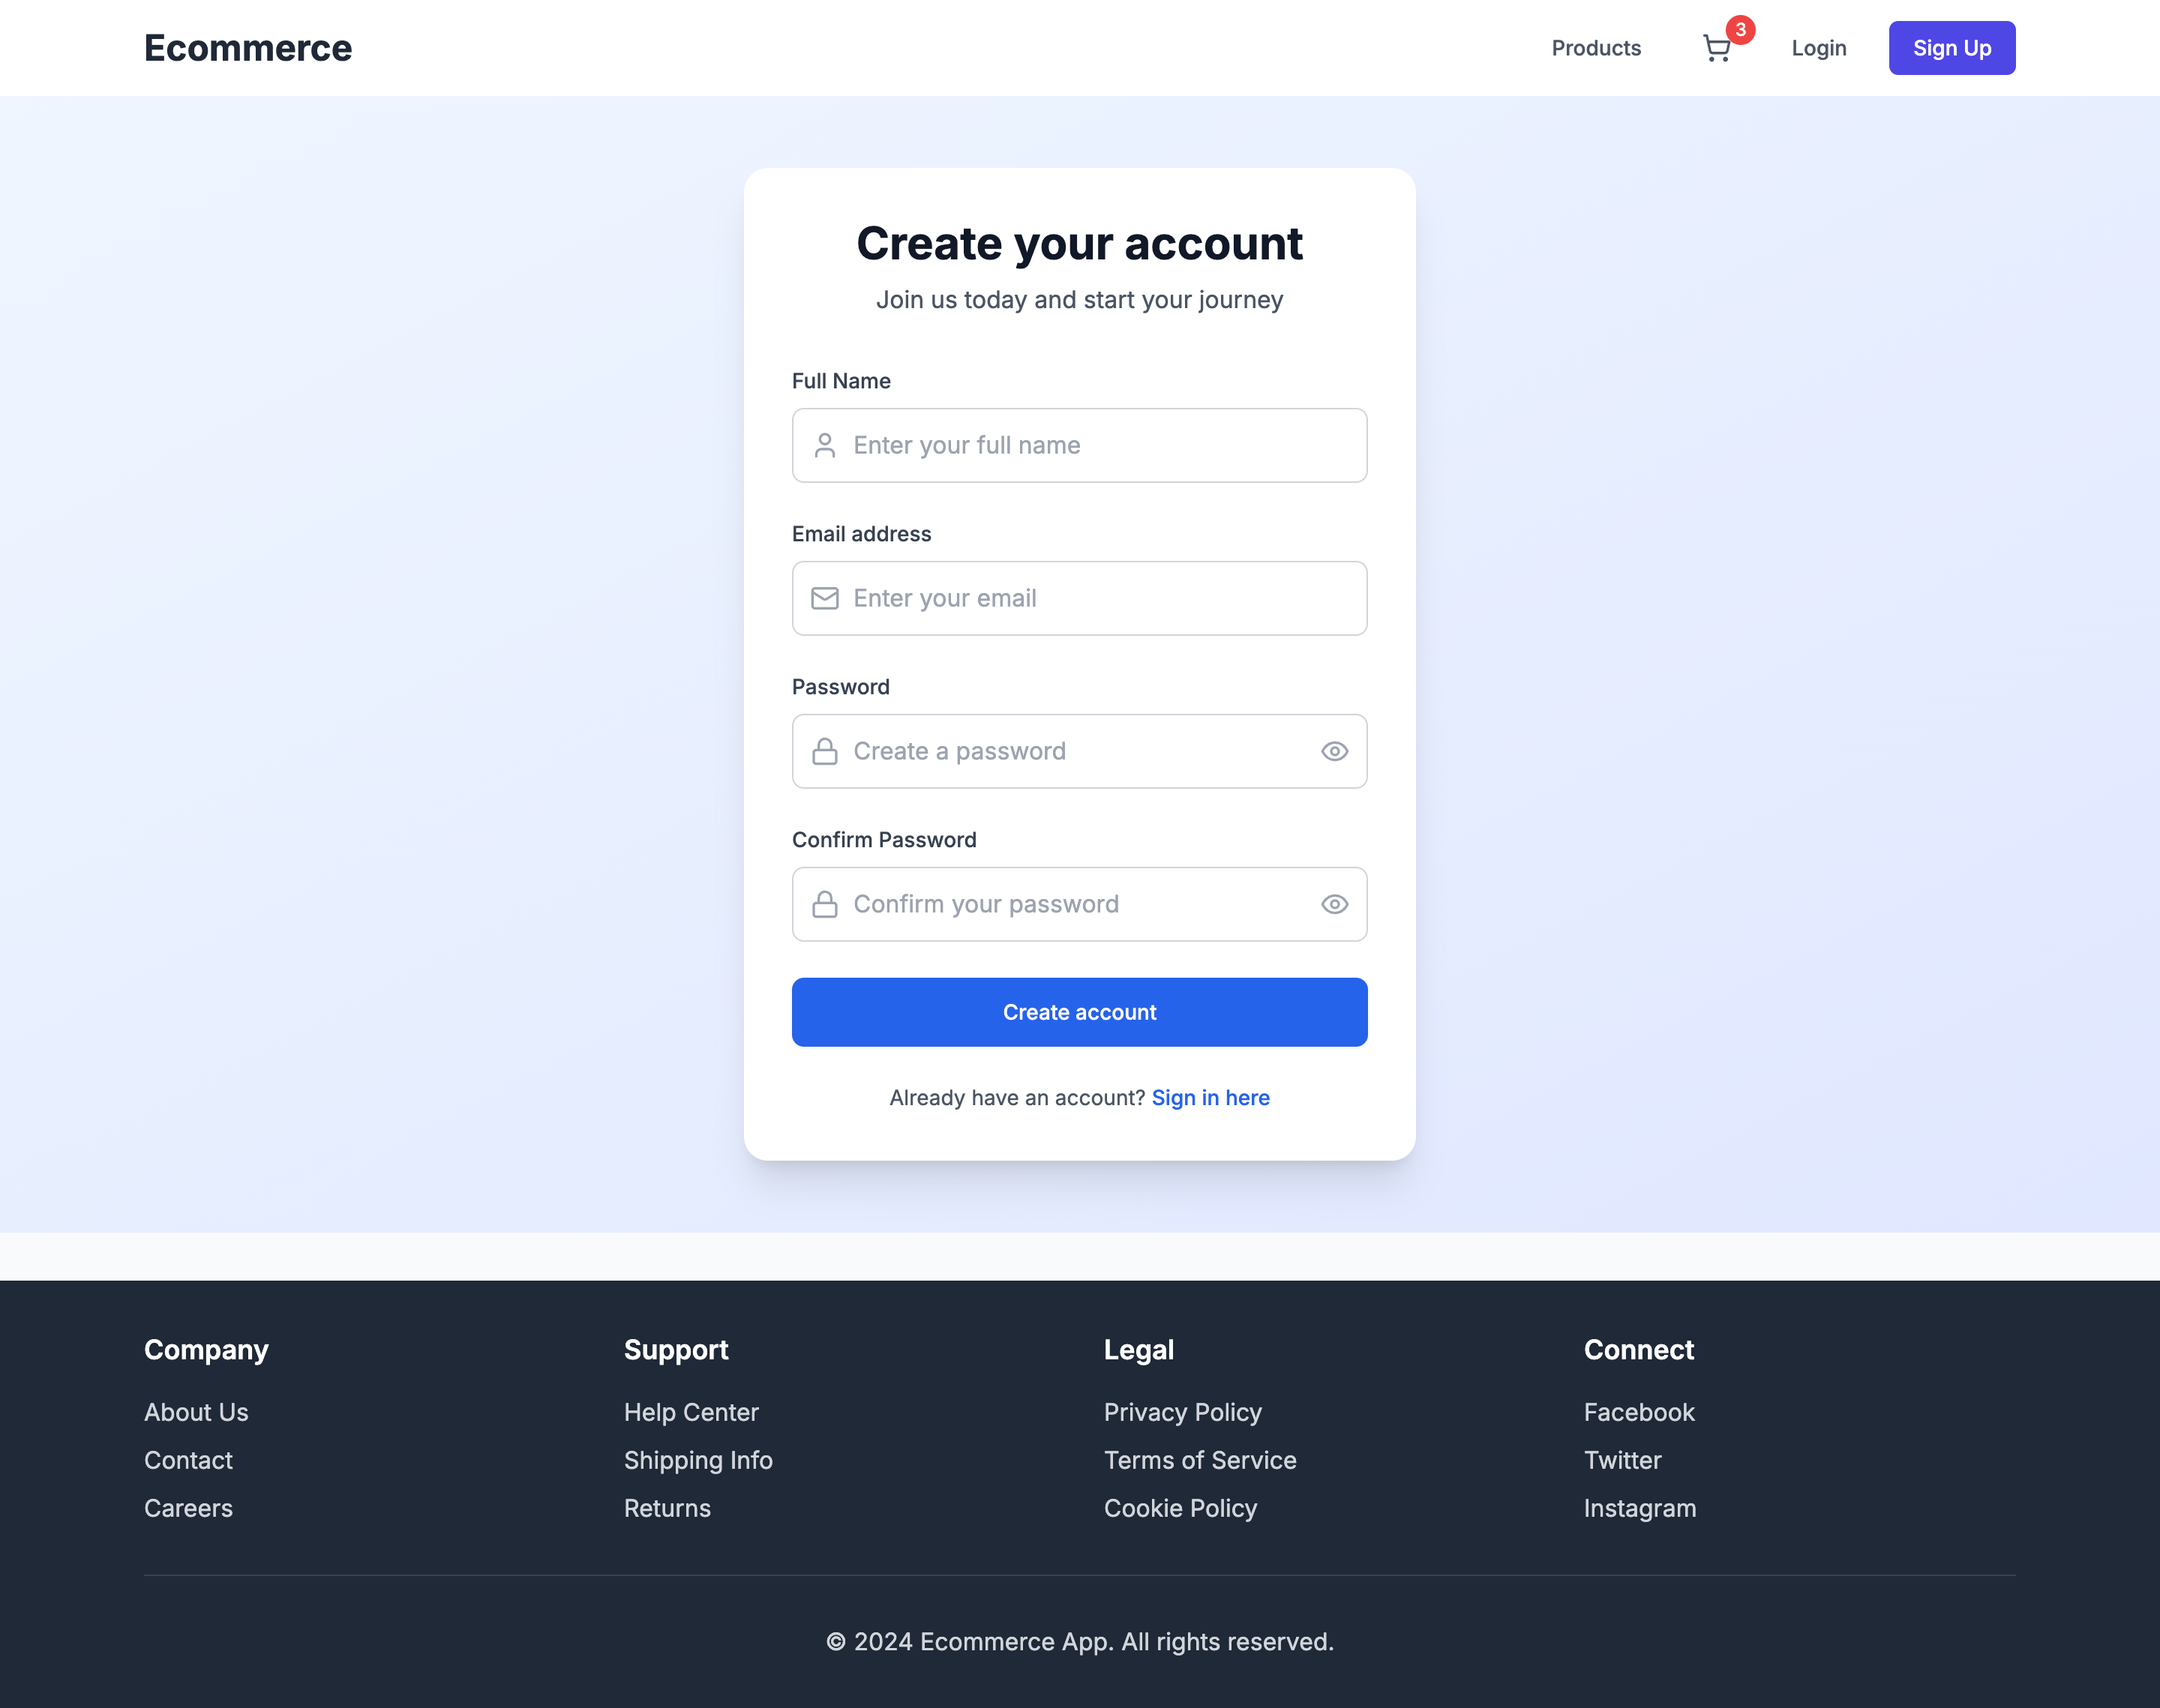 Ecommerce
Products
3
Login
Sign Up
Create your account
Join us today and start your journey
Full Name
Enter your full name
Email address
Enter your email
Password
Create a password
Confirm Password
Confirm your password
Create account
Already have an account? Sign in here
Company
About Us
Contact
Careers
Support
Help Center
Shipping Info
Returns
Legal
Privacy Policy
Terms of Service
Cookie Policy
Connect
Facebook
Twitter
Instagram
© 2024 Ecommerce App. All rights reserved.